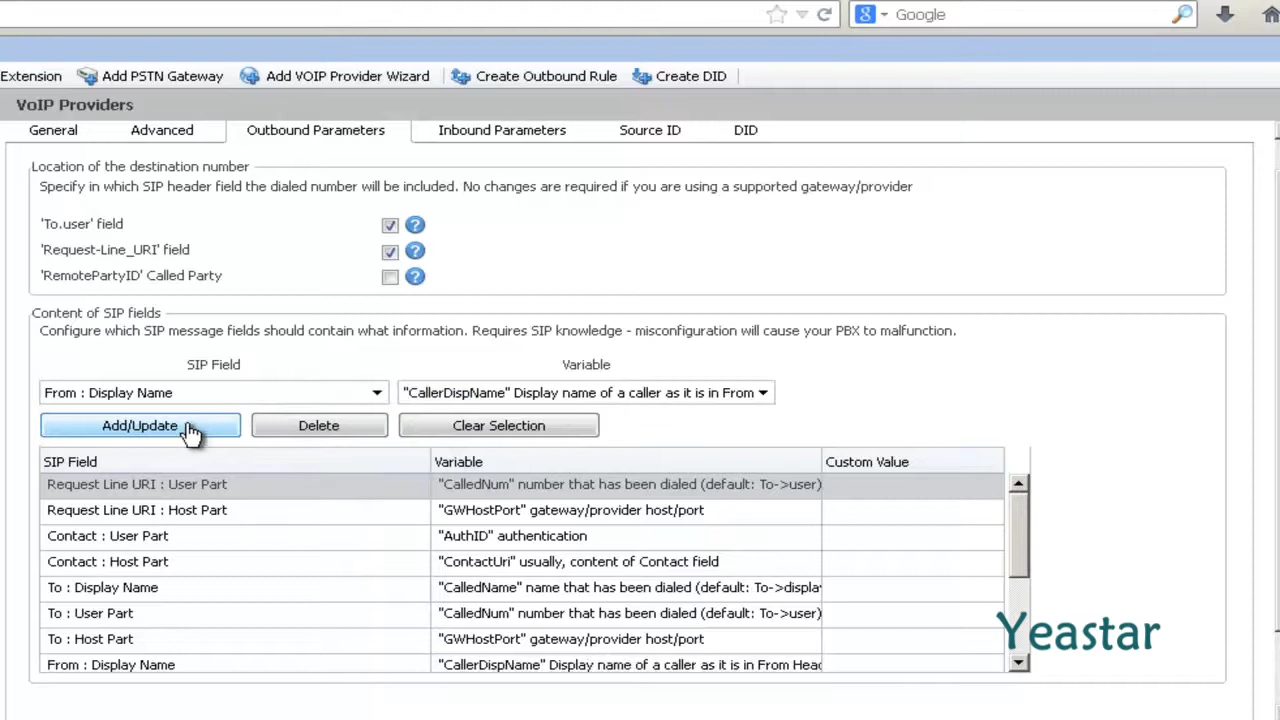 Google
Extension Add PSTN Gateway Add VOIP Provider Wizard Create Outbound Rule Create DID
VoIP Providers
General Advanced Outbound Parameters Inbound Parameters Source ID DID
Location of the destination number
Specify in which SIP header field the dialed number will be included. No changes are required if you are using a supported gateway/provider
'To.user' field
'Request-Line_URI' field
'RemotePartyID' Called Party
Content of SIP fields
Configure which SIP message fields should contain what information. Requires SIP knowledge - misconfiguration will cause your PBX to malfunction.
SIP Field Variable
From : Display Name "CallerDispName" Display name of a caller as it is in From
Add/Update Delete Clear Selection
SIP Field Variable Custom Value
Request Line URI : User Part "CalledNum" number that has been dialed (default: To->user)
Request Line URI : Host Part "GWHostPort" gateway/provider host/port
Contact : User Part "AuthID" authentication
Contact : Host Part "ContactUri" usually, content of Contact field
To : Display Name "CalledName" name that has been dialed (default: To->displa
To : User Part "CalledNum" number that has been dialed (default: To->user)
To : Host Part "GWHostPort" gateway/provider host/port
From : Display Name "CallerDispName" Display name of a caller as it is in From Head
Yeastar